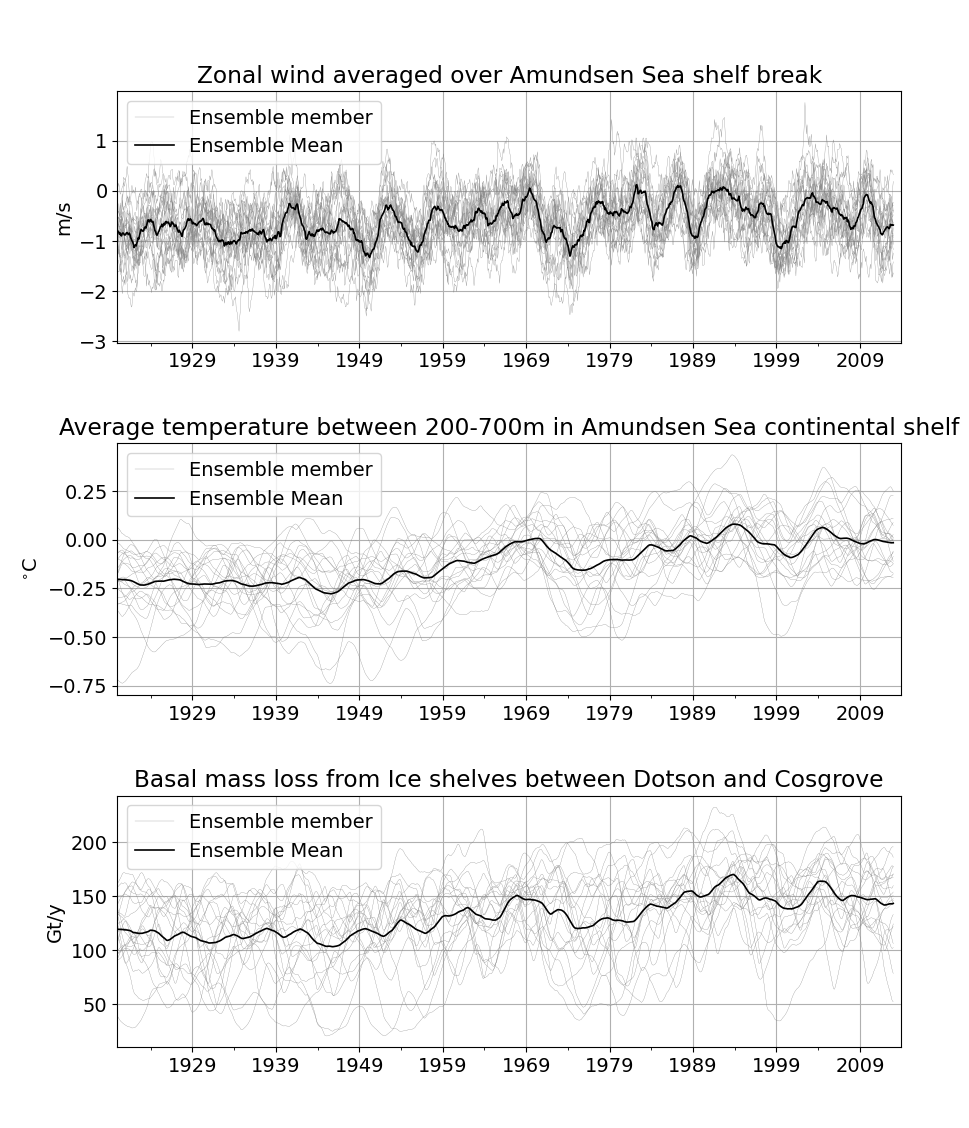 Zonal wind averaged over Amundsen Sea shelf break
Ensemble member
Ensemble Mean
1
0
−1
−2
−3
m/s
1929 1939 1949 1959 1969 1979 1989 1999 2009
Average temperature between 200-700m in Amundsen Sea continental shelf
Ensemble member
Ensemble Mean
0.25
0.00
−0.25
−0.50
−0.75
°C
1929 1939 1949 1959 1969 1979 1989 1999 2009
Basal mass loss from Ice shelves between Dotson and Cosgrove
Ensemble member
Ensemble Mean
200
150
100
50
Gt/y
1929 1939 1949 1959 1969 1979 1989 1999 2009